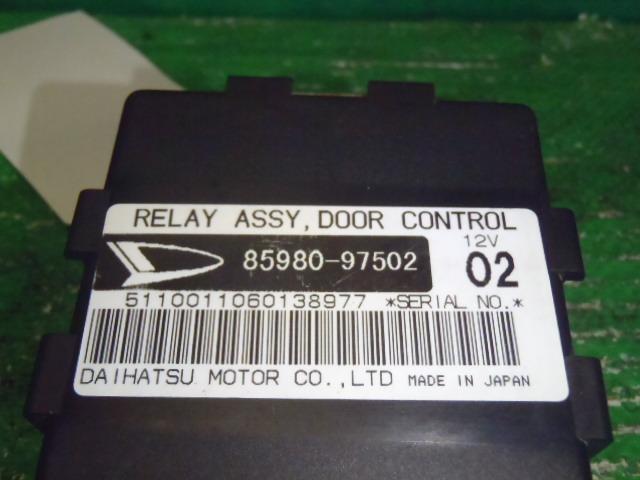 RELAY ASSY, DOOR CONTROL
85980-97502
12V
02
5110011060138977 *SERIAL NO.*
DAIHATSU MOTOR CO.,LTD MADE IN JAPAN